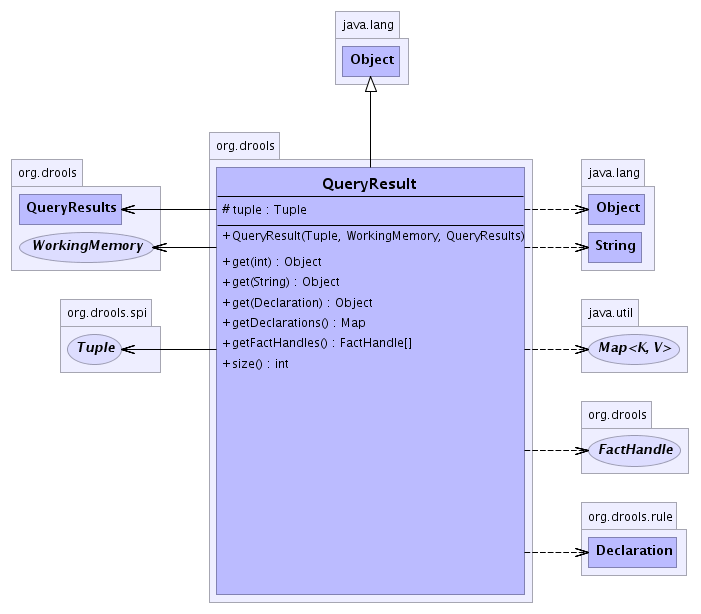 java.lang
Object
org.drools
QueryResult
# tuple : Tuple
+ QueryResult(Tuple, WorkingMemory, QueryResults)
+ get(int) : Object
+ get(String) : Object
+ get(Declaration) : Object
+ getDeclarations() : Map
+ getFactHandles() : FactHandle[]
+ size() : int
org.drools
QueryResults
WorkingMemory
org.drools.spi
Tuple
java.lang
Object
String
java.util
Map<K, V>
org.drools
FactHandle
org.drools.rule
Declaration